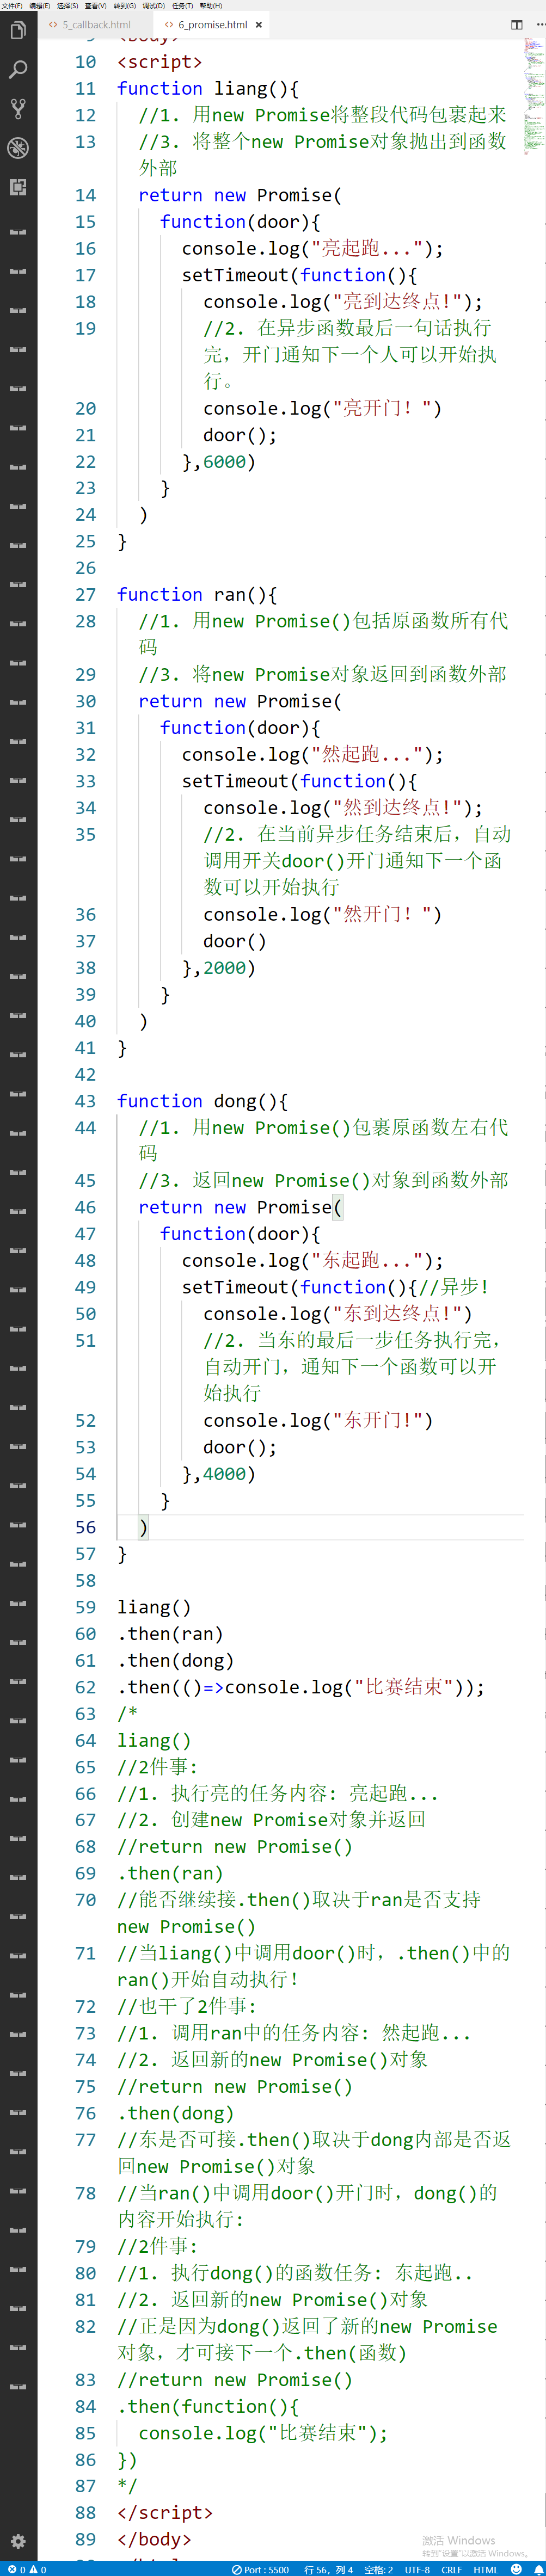 文件(F) 编辑(E) 选择(S) 查看(V) 转到(G) 调试(D) 任务(T) 帮助(H)
<> 5_callback.html <> 6_promise.html ×
9 <body>
10 <script>
11 function liang(){
12 //1. 用new Promise将整段代码包裹起来
13 //3. 将整个new Promise对象抛出到函数
外部
14 return new Promise(
15 function(door){
16 console.log("亮起跑...");
17 setTimeout(function(){
18 console.log("亮到达终点!");
19 //2. 在异步函数最后一句话执行
完，开门通知下一个人可以开始执
行。
20 console.log("亮开门！")
21 door();
22 },6000)
23 }
24 )
25 }
26
27 function ran(){
28 //1. 用new Promise()包括原函数所有代
码
29 //3. 将new Promise对象返回到函数外部
30 return new Promise(
31 function(door){
32 console.log("然起跑...");
33 setTimeout(function(){
34 console.log("然到达终点!");
35 //2. 在当前异步任务结束后，自动
调用开关door()开门通知下一个函
数可以开始执行
36 console.log("然开门！")
37 door()
38 },2000)
39 }
40 )
41 }
42
43 function dong(){
44 //1. 用new Promise()包裹原函数左右代
码
45 //3. 返回new Promise()对象到函数外部
46 return new Promise(
47 function(door){
48 console.log("东起跑...");
49 setTimeout(function(){//异步!
50 console.log("东到达终点!")
51 //2. 当东的最后一步任务执行完，
自动开门，通知下一个函数可以开
始执行
52 console.log("东开门!")
53 door();
54 },4000)
55 }
56 )
57 }
58
59 liang()
60 .then(ran)
61 .then(dong)
62 .then(()=>console.log("比赛结束"));
63 /*
64 liang()
65 //2件事:
66 //1. 执行亮的任务内容: 亮起跑...
67 //2. 创建new Promise对象并返回
68 //return new Promise()
69 .then(ran)
70 //能否继续接.then()取决于ran是否支持
new Promise()
71 //当liang()中调用door()时，.then()中的
ran()开始自动执行!
72 //也干了2件事:
73 //1. 调用ran中的任务内容: 然起跑...
74 //2. 返回新的new Promise()对象
75 //return new Promise()
76 .then(dong)
77 //东是否可接.then()取决于dong内部是否返
回new Promise()对象
78 //当ran()中调用door()开门时，dong()的
内容开始执行:
79 //2件事:
80 //1. 执行dong()的函数任务: 东起跑..
81 //2. 返回新的new Promise()对象
82 //正是因为dong()返回了新的new Promise
对象，才可接下一个.then(函数)
83 //return new Promise()
84 .then(function(){
85 console.log("比赛结束");
86 })
87 */
88 </script>
89 </body>
激活 Windows
转到"设置"以激活 Windows。
0 0 Port : 5500 行 56，列 4 空格: 2 UTF-8 CRLF HTML